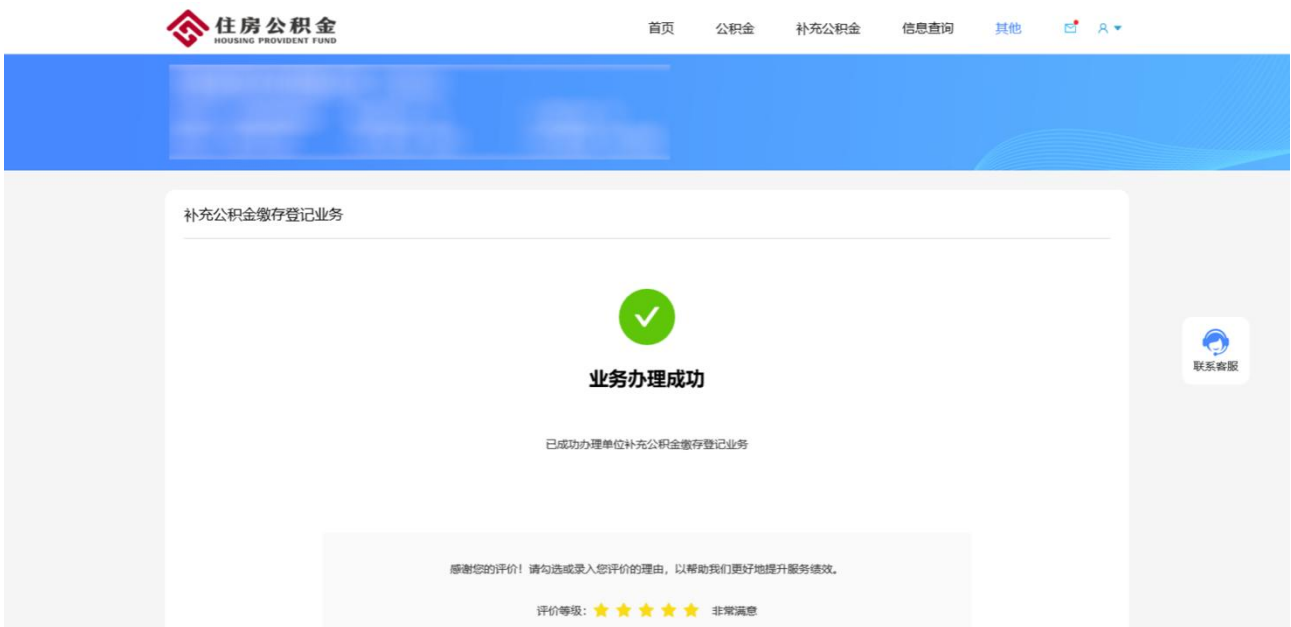 住房公积金
HOUSING PROVIDENT FUND
首页 公积金 补充公积金 信息查询 其他
补充公积金缴存登记业务
业务办理成功
联系客服
已成功办理单位补充公积金缴存登记业务
感谢您的评价！请勾选或录入您评价的理由，以帮助我们更好地提升服务绩效。
评价等级： 非常满意